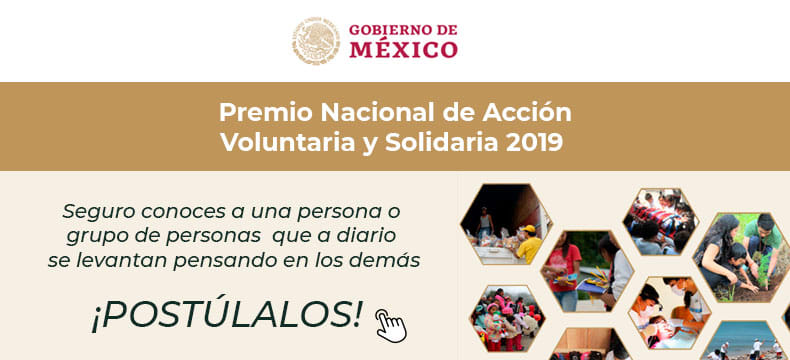 GOBIERNO DE
MÉXICO
Premio Nacional de Acción
Voluntaria y Solidaria 2019
Seguro conoces a una persona o
grupo de personas que a diario
se levantan pensando en los demás
¡POSTÚLALOS!